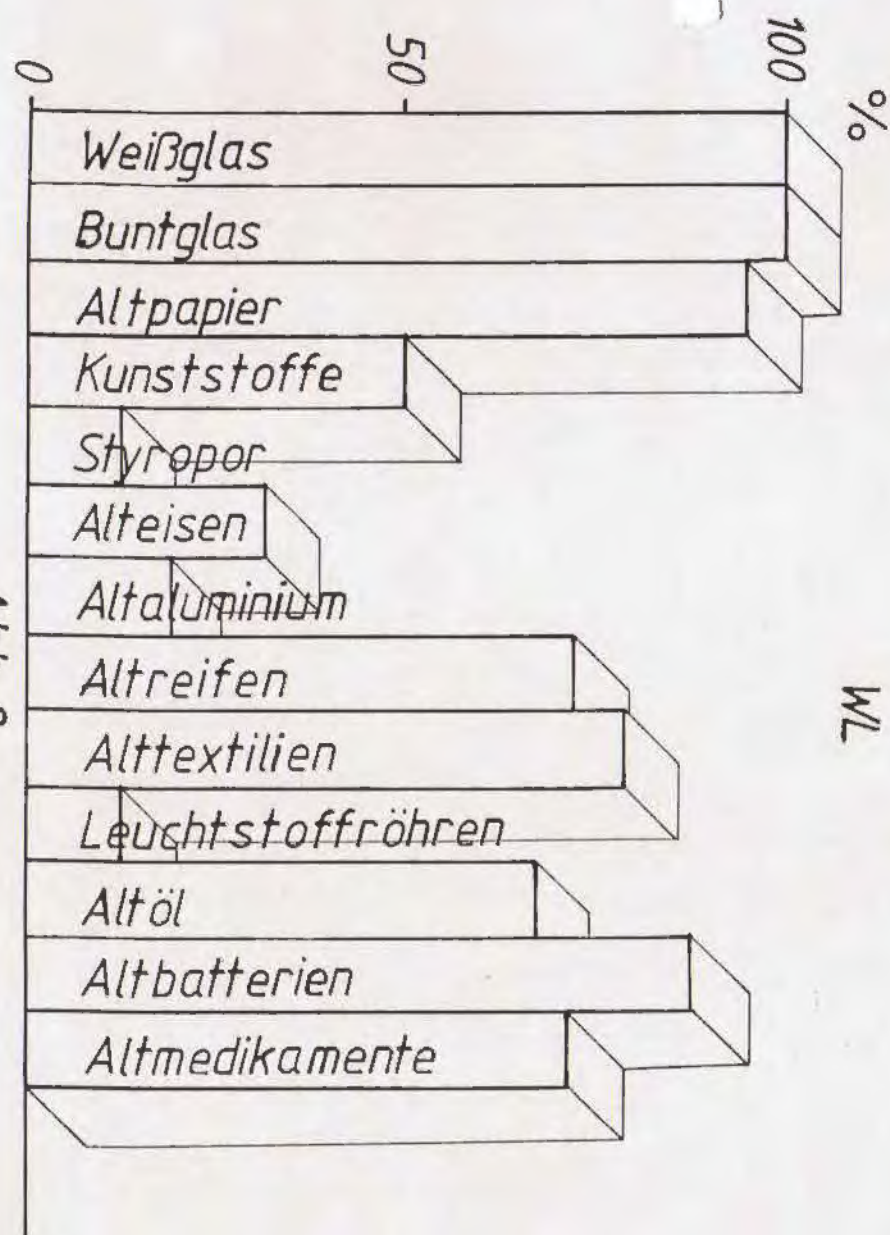 %
100
50
0
WL
Weißglas
Buntglas
Altpapier
Kunststoffe
Styropor
Alteisen
Altaluminium
Altreifen
Alttextilien
Leuchtstoffröhren
Altöl
Altbatterien
Altmedikamente